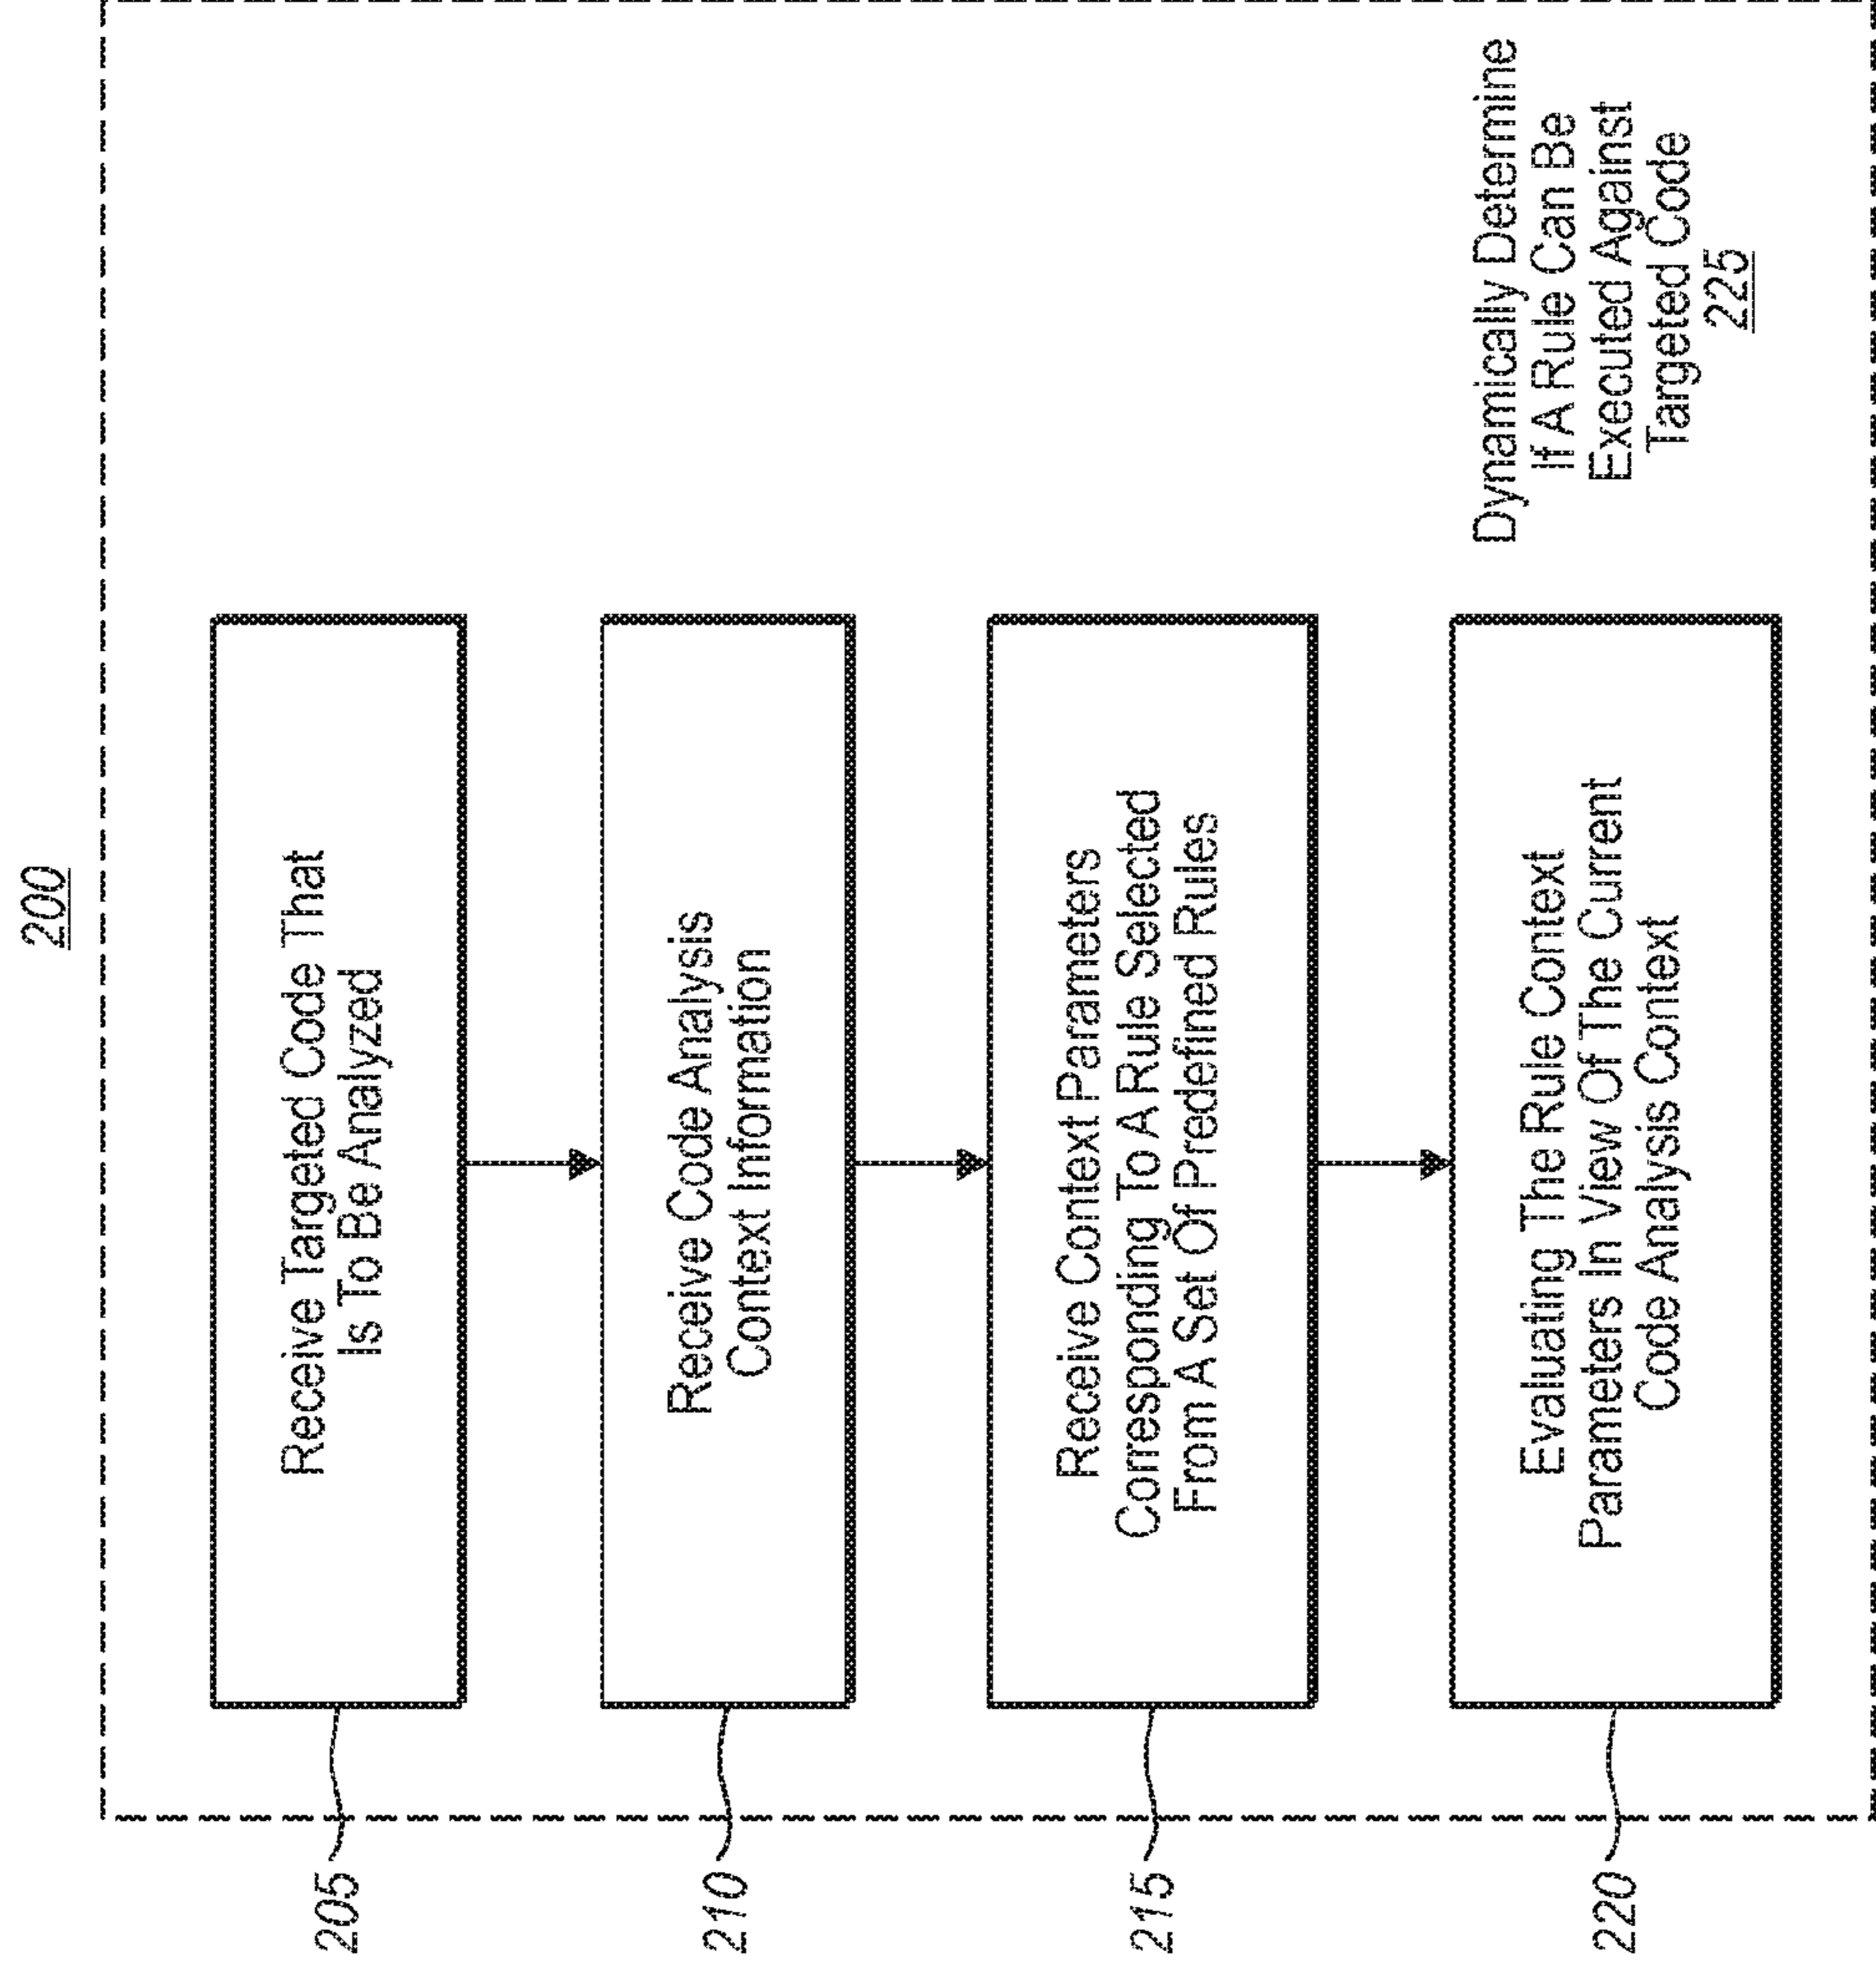 200
205
Receive Targeted Code That
Is To Be Analyzed
210
Receive Code Analysis
Context Information
215
Receive Context Parameters
Corresponding To A Rule Selected
From A Set Of Predefined Rules
220
Evaluating The Rule Context
Parameters In View Of The Current
Code Analysis Context
Dynamically Determine
If A Rule Can Be
Executed Against
Targeted Code
225